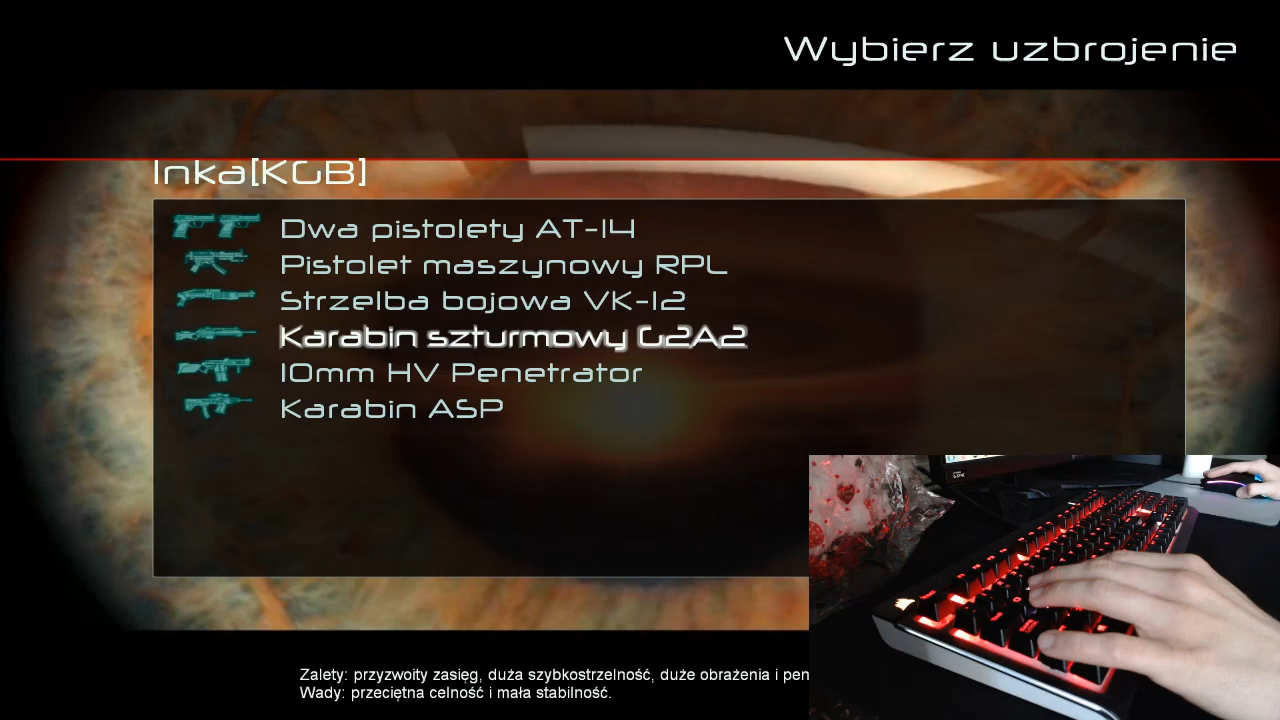 Wybierz uzbrojenie
Inka[KGB]
Dwa pistolety AT-14
Pistolet maszynowy RPL
Strzelba bojowa VK-12
Karabin szturmowy G2A2
10mm HV Penetrator
Karabin ASP
Zalety: przyzwoity zasięg, duża szybkostrzelność, duże obrażenia i pen
Wady: przeciętna celność i mała stabilność.